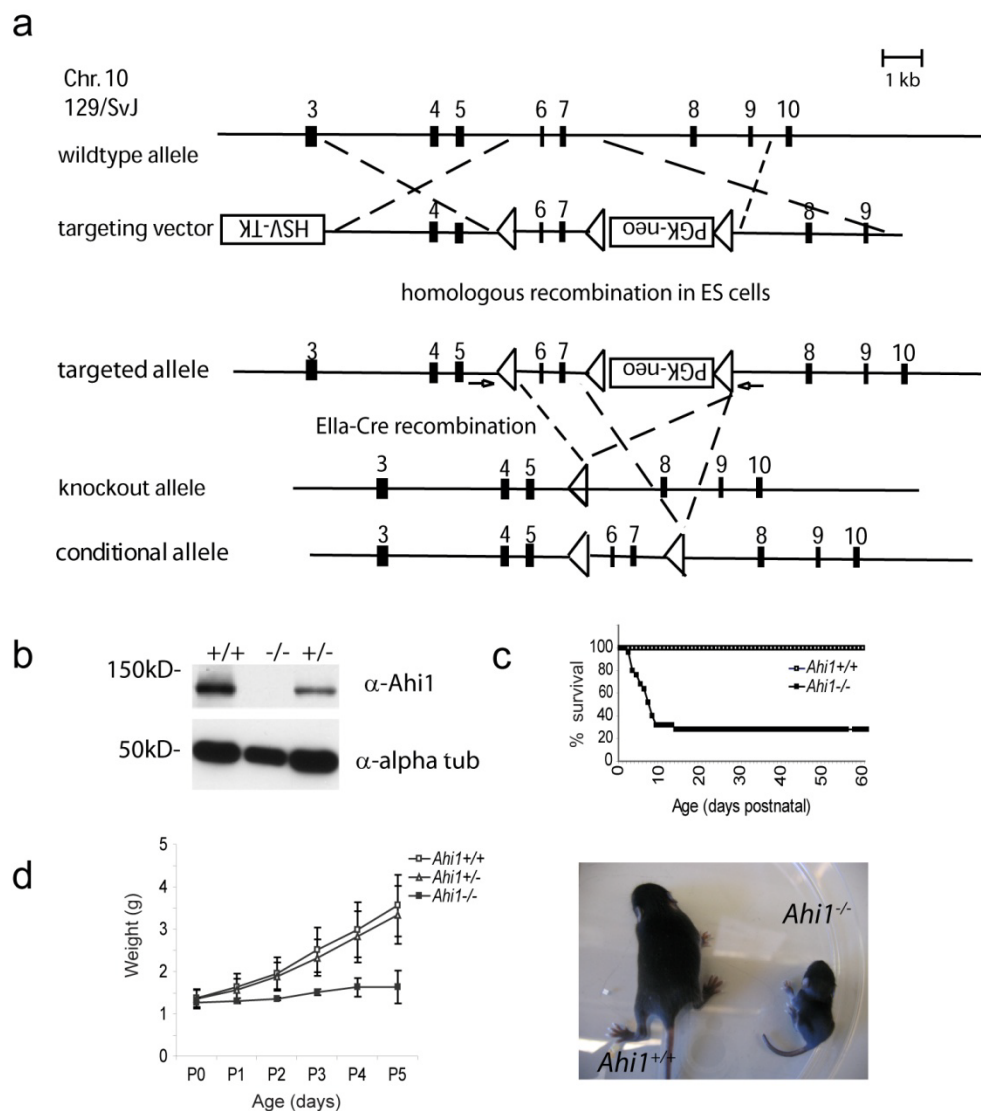 a
Chr. 10
129/SvJ
1 kb
3 4 5 6 7 8 9 10
wildtype allele
targeting vector
HSV-TK 4 5 6 7 PGK-neo 8 9
homologous recombination in ES cells
targeted allele
3 4 5 6 7 PGK-neo 8 9 10
EIIa-Cre recombination
knockout allele
3 4 5 8 9 10
conditional allele
3 4 5 6 7 8 9 10
b
+/+ -/- +/-
150kD-
α-Ahi1
50kD-
α-alpha tub
c
% survival
100
80
60
40
20
0
Ahi1+/+
Ahi1-/-
0 10 20 30 40 50 60
Age (days postnatal)
d
Weight (g)
5
4
3
2
1
0
Ahi1+/+
Ahi1+/-
Ahi1-/-
P0 P1 P2 P3 P4 P5
Age (days)
Ahi1-/-
Ahi1+/+